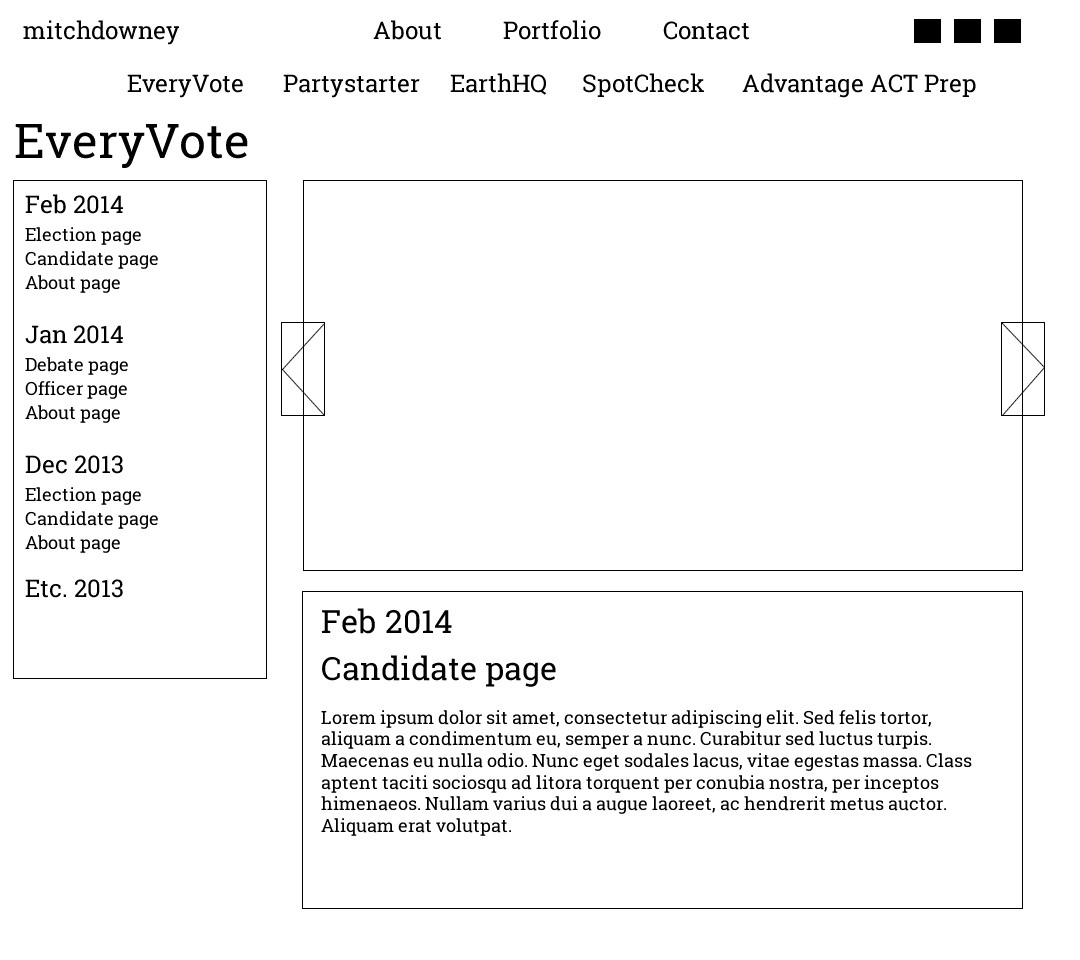 mitchdowney About Portfolio Contact
EveryVote Partystarter EarthHQ SpotCheck Advantage ACT Prep
EveryVote
Feb 2014
Election page
Candidate page
About page
Jan 2014
Debate page
Officer page
About page
Dec 2013
Election page
Candidate page
About page
Etc. 2013
Feb 2014
Candidate page
Lorem ipsum dolor sit amet, consectetur adipiscing elit. Sed felis tortor,
aliquam a condimentum eu, semper a nunc. Curabitur sed luctus turpis.
Maecenas eu nulla odio. Nunc eget sodales lacus, vitae egestas massa. Class
aptent taciti sociosqu ad litora torquent per conubia nostra, per inceptos
himenaeos. Nullam varius dui a augue laoreet, ac hendrerit metus auctor.
Aliquam erat volutpat.